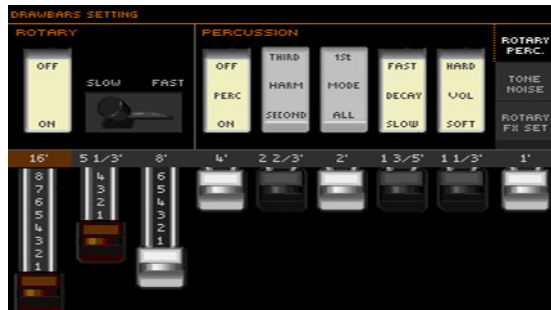 DRAWBARS SETTING
ROTARY
OFF
ON
SLOW FAST
PERCUSSION
OFF
PERC
ON
THIRD
HARM
SECOND
1St
MODE
ALL
FAST
DECAY
SLOW
HARD
VOL
SOFT
ROTARY
PERC.
TONE
NOISE
ROTARY
FX SET
16' 5 1/3' 8' 4' 2 2/3' 2' 1 3/5' 1 1/3' 1'
8
7
6
5
4
3
2
1
4
3
2
1
6
5
4
3
2
1